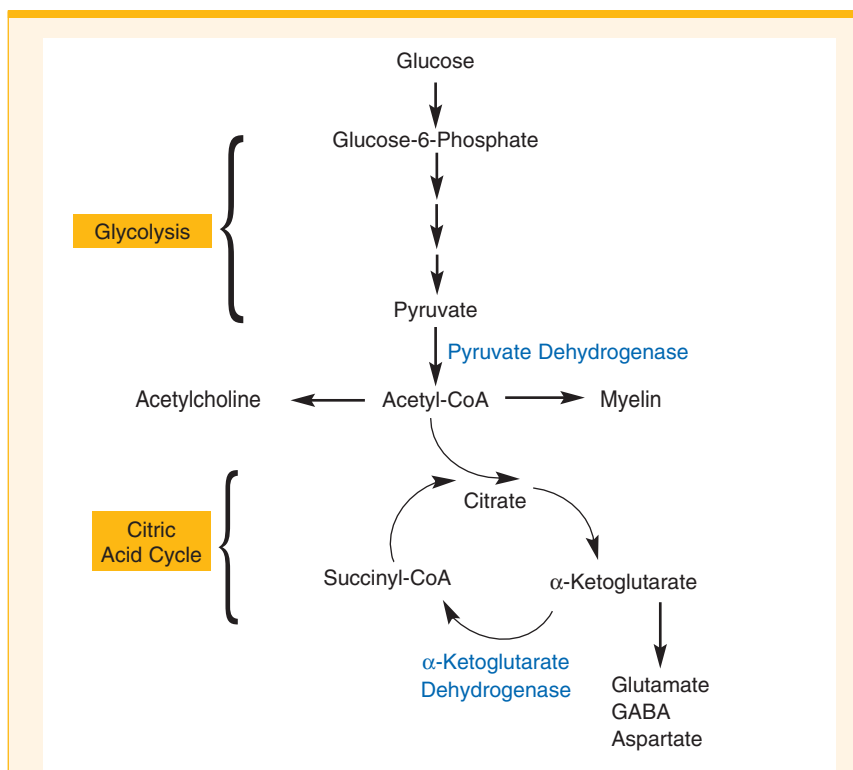 Glucose
Glucose-6-Phosphate
Glycolysis
Pyruvate
Pyruvate Dehydrogenase
Acetylcholine
Acetyl-CoA
Myelin
Citrate
Citric
Acid Cycle
Succinyl-CoA
α-Ketoglutarate
α-Ketoglutarate
Dehydrogenase
Glutamate
GABA
Aspartate